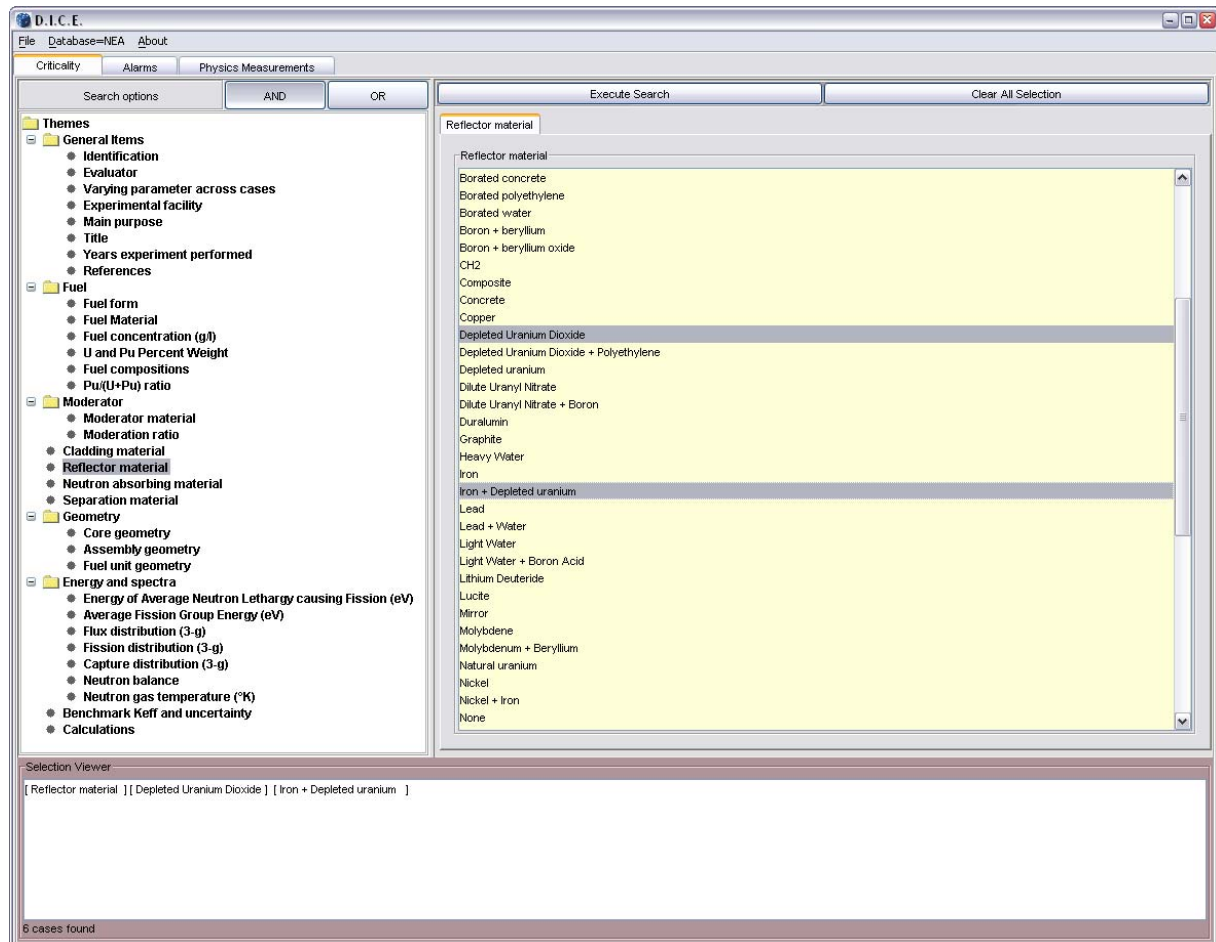 D.I.C.E.
File Database=NEA About
Criticality Alarms Physics Measurements
Search options AND OR
Themes
General Items
Identification
Evaluator
Varying parameter across cases
Experimental facility
Main purpose
Title
Years experiment performed
References
Fuel
Fuel form
Fuel Material
Fuel concentration (g/l)
U and Pu Percent Weight
Fuel compositions
Pu/(U+Pu) ratio
Moderator
Moderator material
Moderation ratio
Cladding material
Reflector material
Neutron absorbing material
Separation material
Geometry
Core geometry
Assembly geometry
Fuel unit geometry
Energy and spectra
Energy of Average Neutron Lethargy causing Fission (eV)
Average Fission Group Energy (eV)
Flux distribution (3-g)
Fission distribution (3-g)
Capture distribution (3-g)
Neutron balance
Neutron gas temperature (°K)
Benchmark Keff and uncertainty
Calculations
Execute Search Clear All Selection
Reflector material
Reflector material
Borated concrete
Borated polyethylene
Borated water
Boron + beryllium
Boron + beryllium oxide
CH2
Composite
Concrete
Copper
Depleted Uranium Dioxide
Depleted Uranium Dioxide + Polyethylene
Depleted uranium
Dilute Uranyl Nitrate
Dilute Uranyl Nitrate + Boron
Duralumin
Graphite
Heavy Water
Iron
Iron + Depleted uranium
Lead
Lead + Water
Light Water
Light Water + Boron Acid
Lithium Deuteride
Lucite
Mirror
Molybdene
Molybdenum + Beryllium
Natural uranium
Nickel
Nickel + Iron
None
Selection Viewer
[ Reflector material ] [ Depleted Uranium Dioxide ] [ Iron + Depleted uranium ]
6 cases found